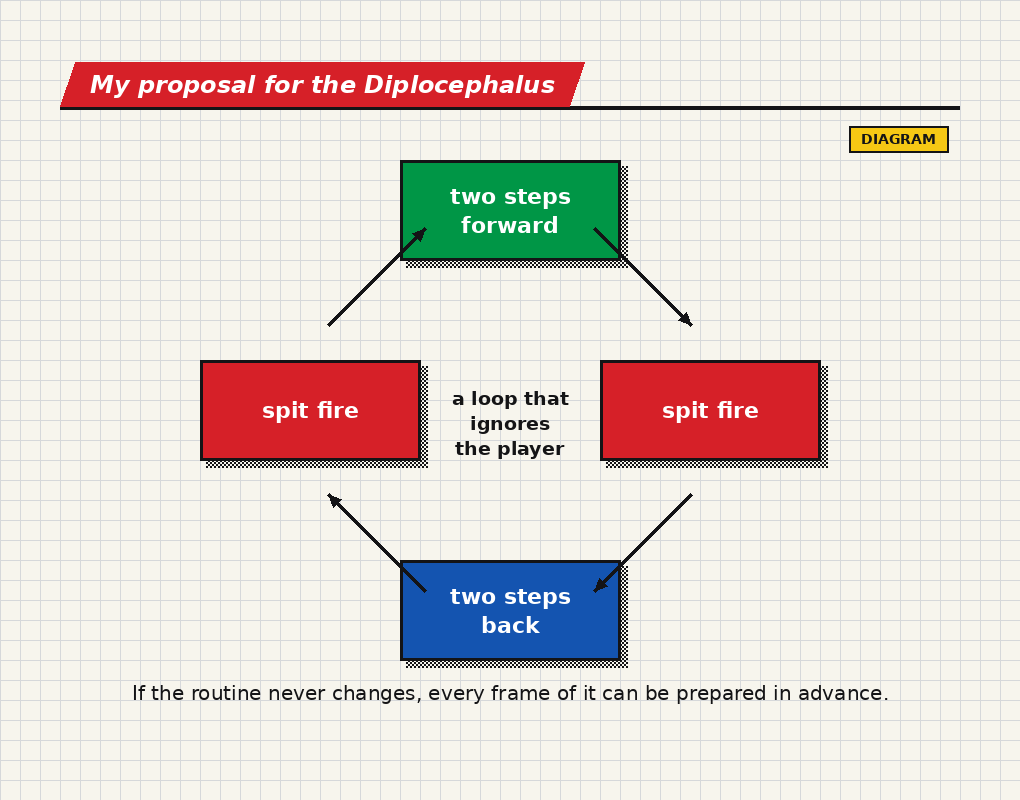 My proposal for the Diplocephalus
DIAGRAM
two steps
forward
spit fire
a loop that
ignores
the player
spit fire
two steps
back
If the routine never changes, every frame of it can be prepared in advance.